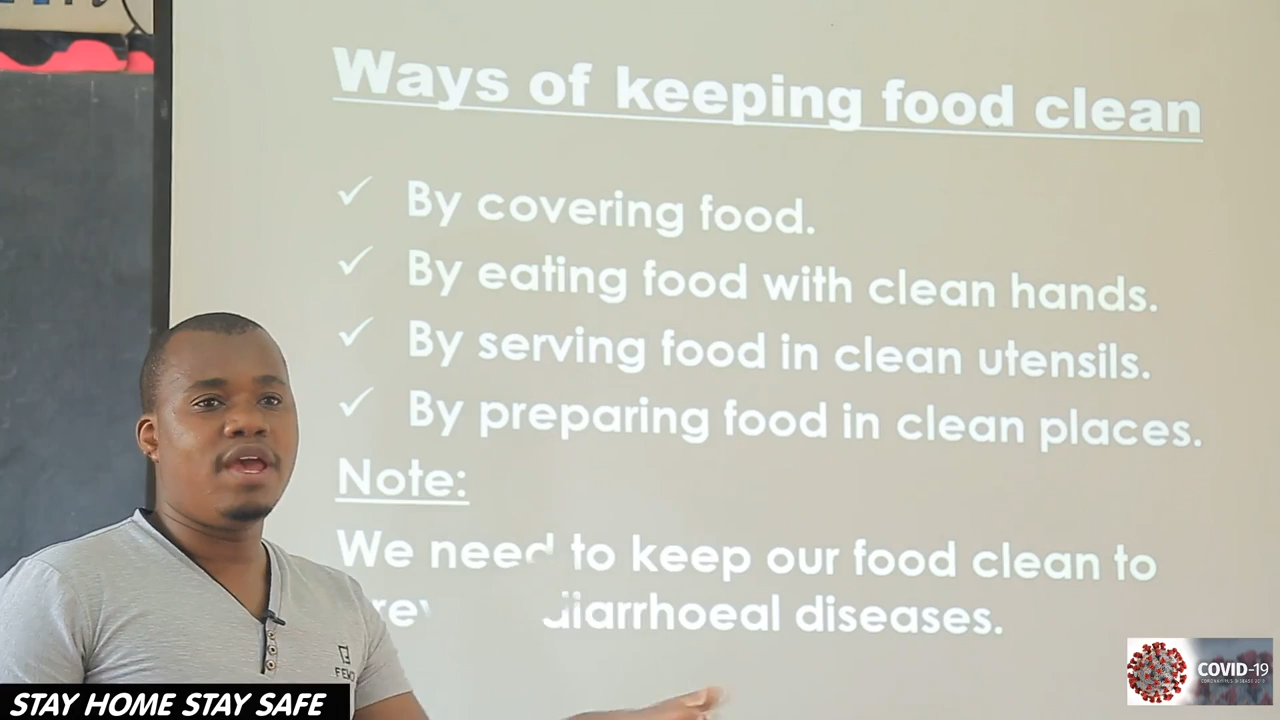 Ways of keeping food clean
✓ By covering food.
✓ By eating food with clean hands.
✓ By serving food in clean utensils.
✓ By preparing food in clean places.
Note:
We need to keep our food clean to
diarrhoeal diseases.
STAY HOME STAY SAFE
COVID-19